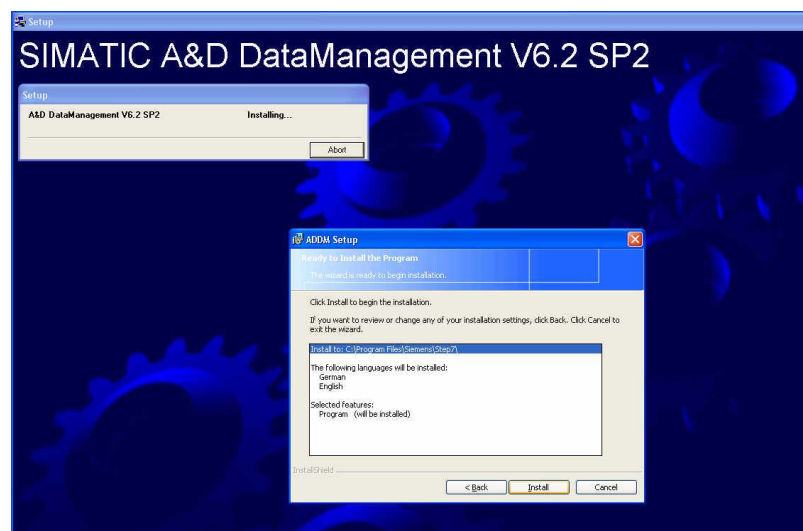 Setup
SIMATIC A&D DataManagement V6.2 SP2
Setup
A&D DataManagement V6.2 SP2 Installing...
Abort
ADDM Setup
Ready to Install the Program
The wizard is ready to begin installation.
Click Install to begin the installation.
If you want to review or change any of your installation settings, click Back. Click Cancel to
exit the wizard.
Install to: C:\Program Files\Siemens\Step7\
The following languages will be installed:
German
English
Selected features:
Program (will be installed)
InstallShield
< Back Install Cancel